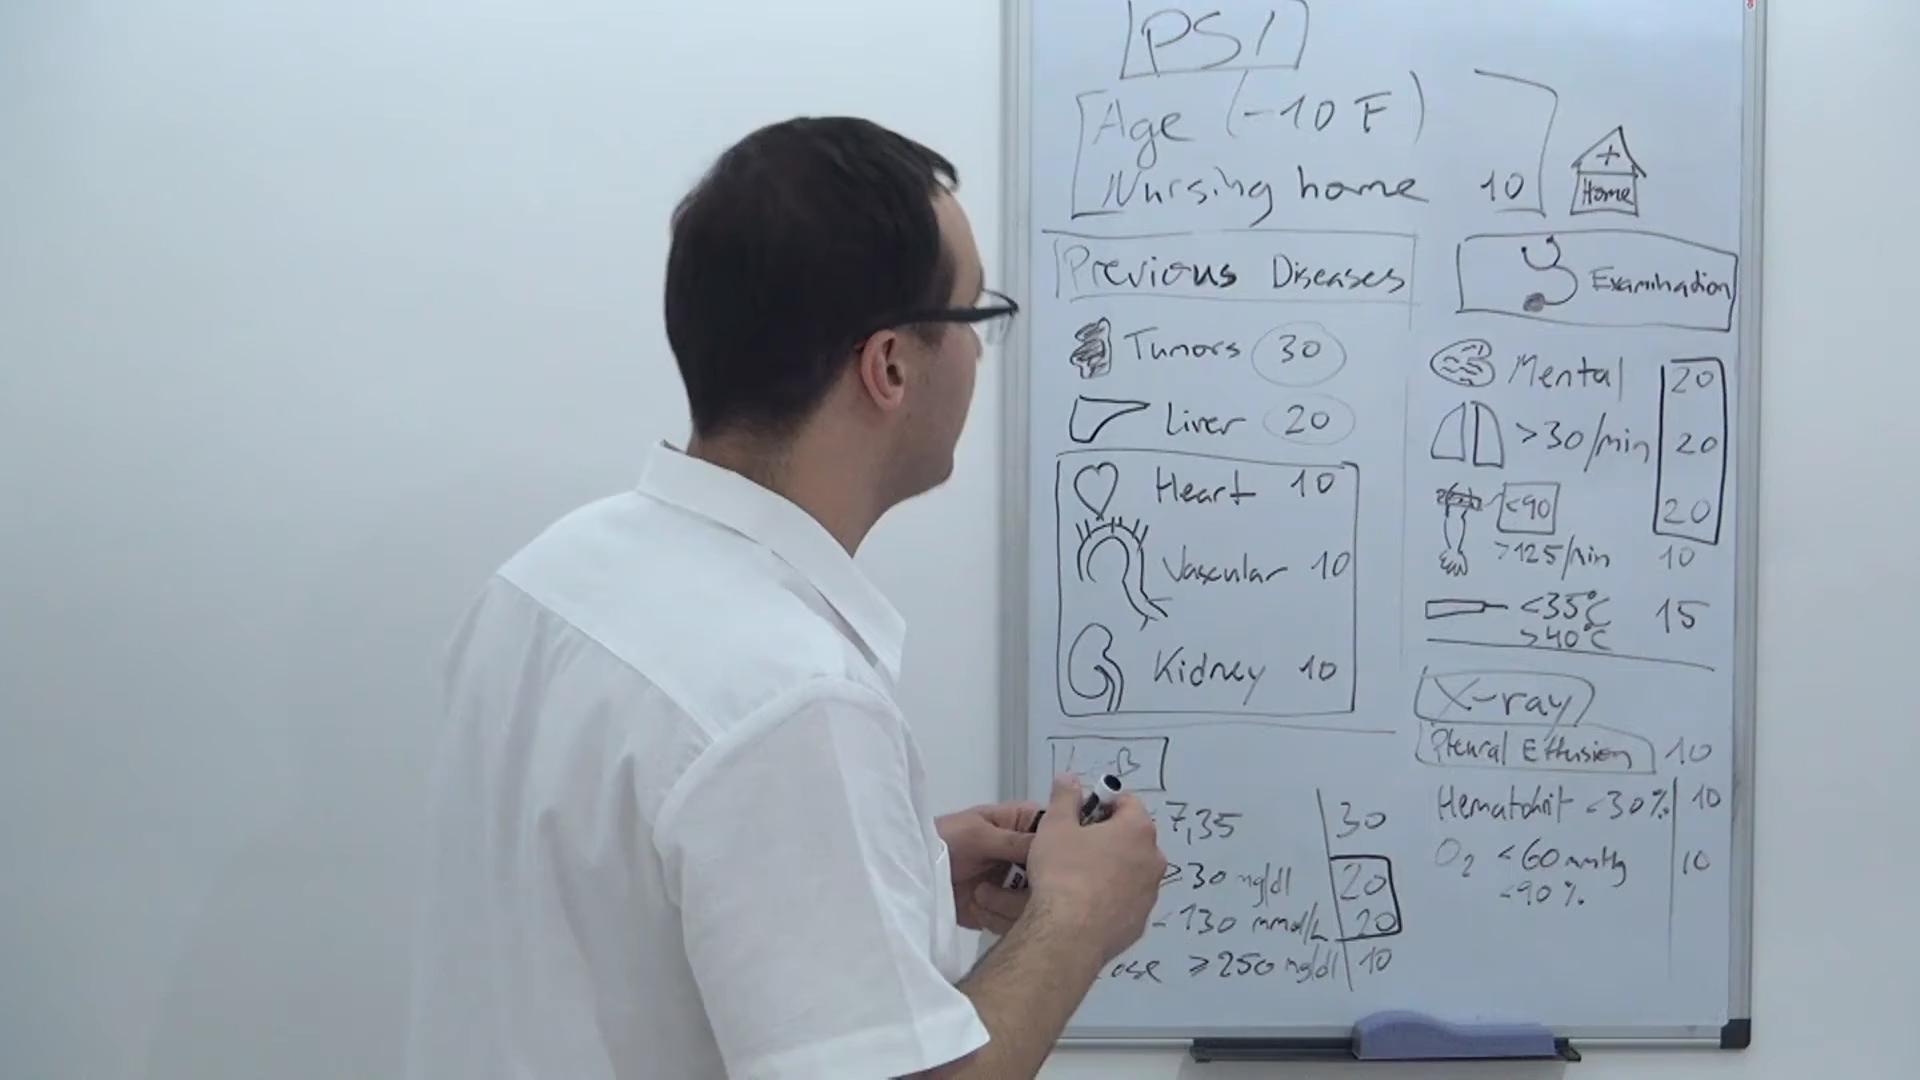 PSI
Age (-10 F)
Nursing home 10
+
Home
Previous Diseases
Tumors 30
Liver 20
Heart 10
Vascular 10
Kidney 10
Examination
Mental 20
>30/min 20
<90 20
>125/min 10
<35°C 15
>40°C
X-ray
Pleural Effusion 10
Hematokrit <30% 10
O2 <60 mmHg 10
<90%
7,35 30
≥30 mg/dl 20
<130 mmol/L 20
ose ≥250 mg/dl 10